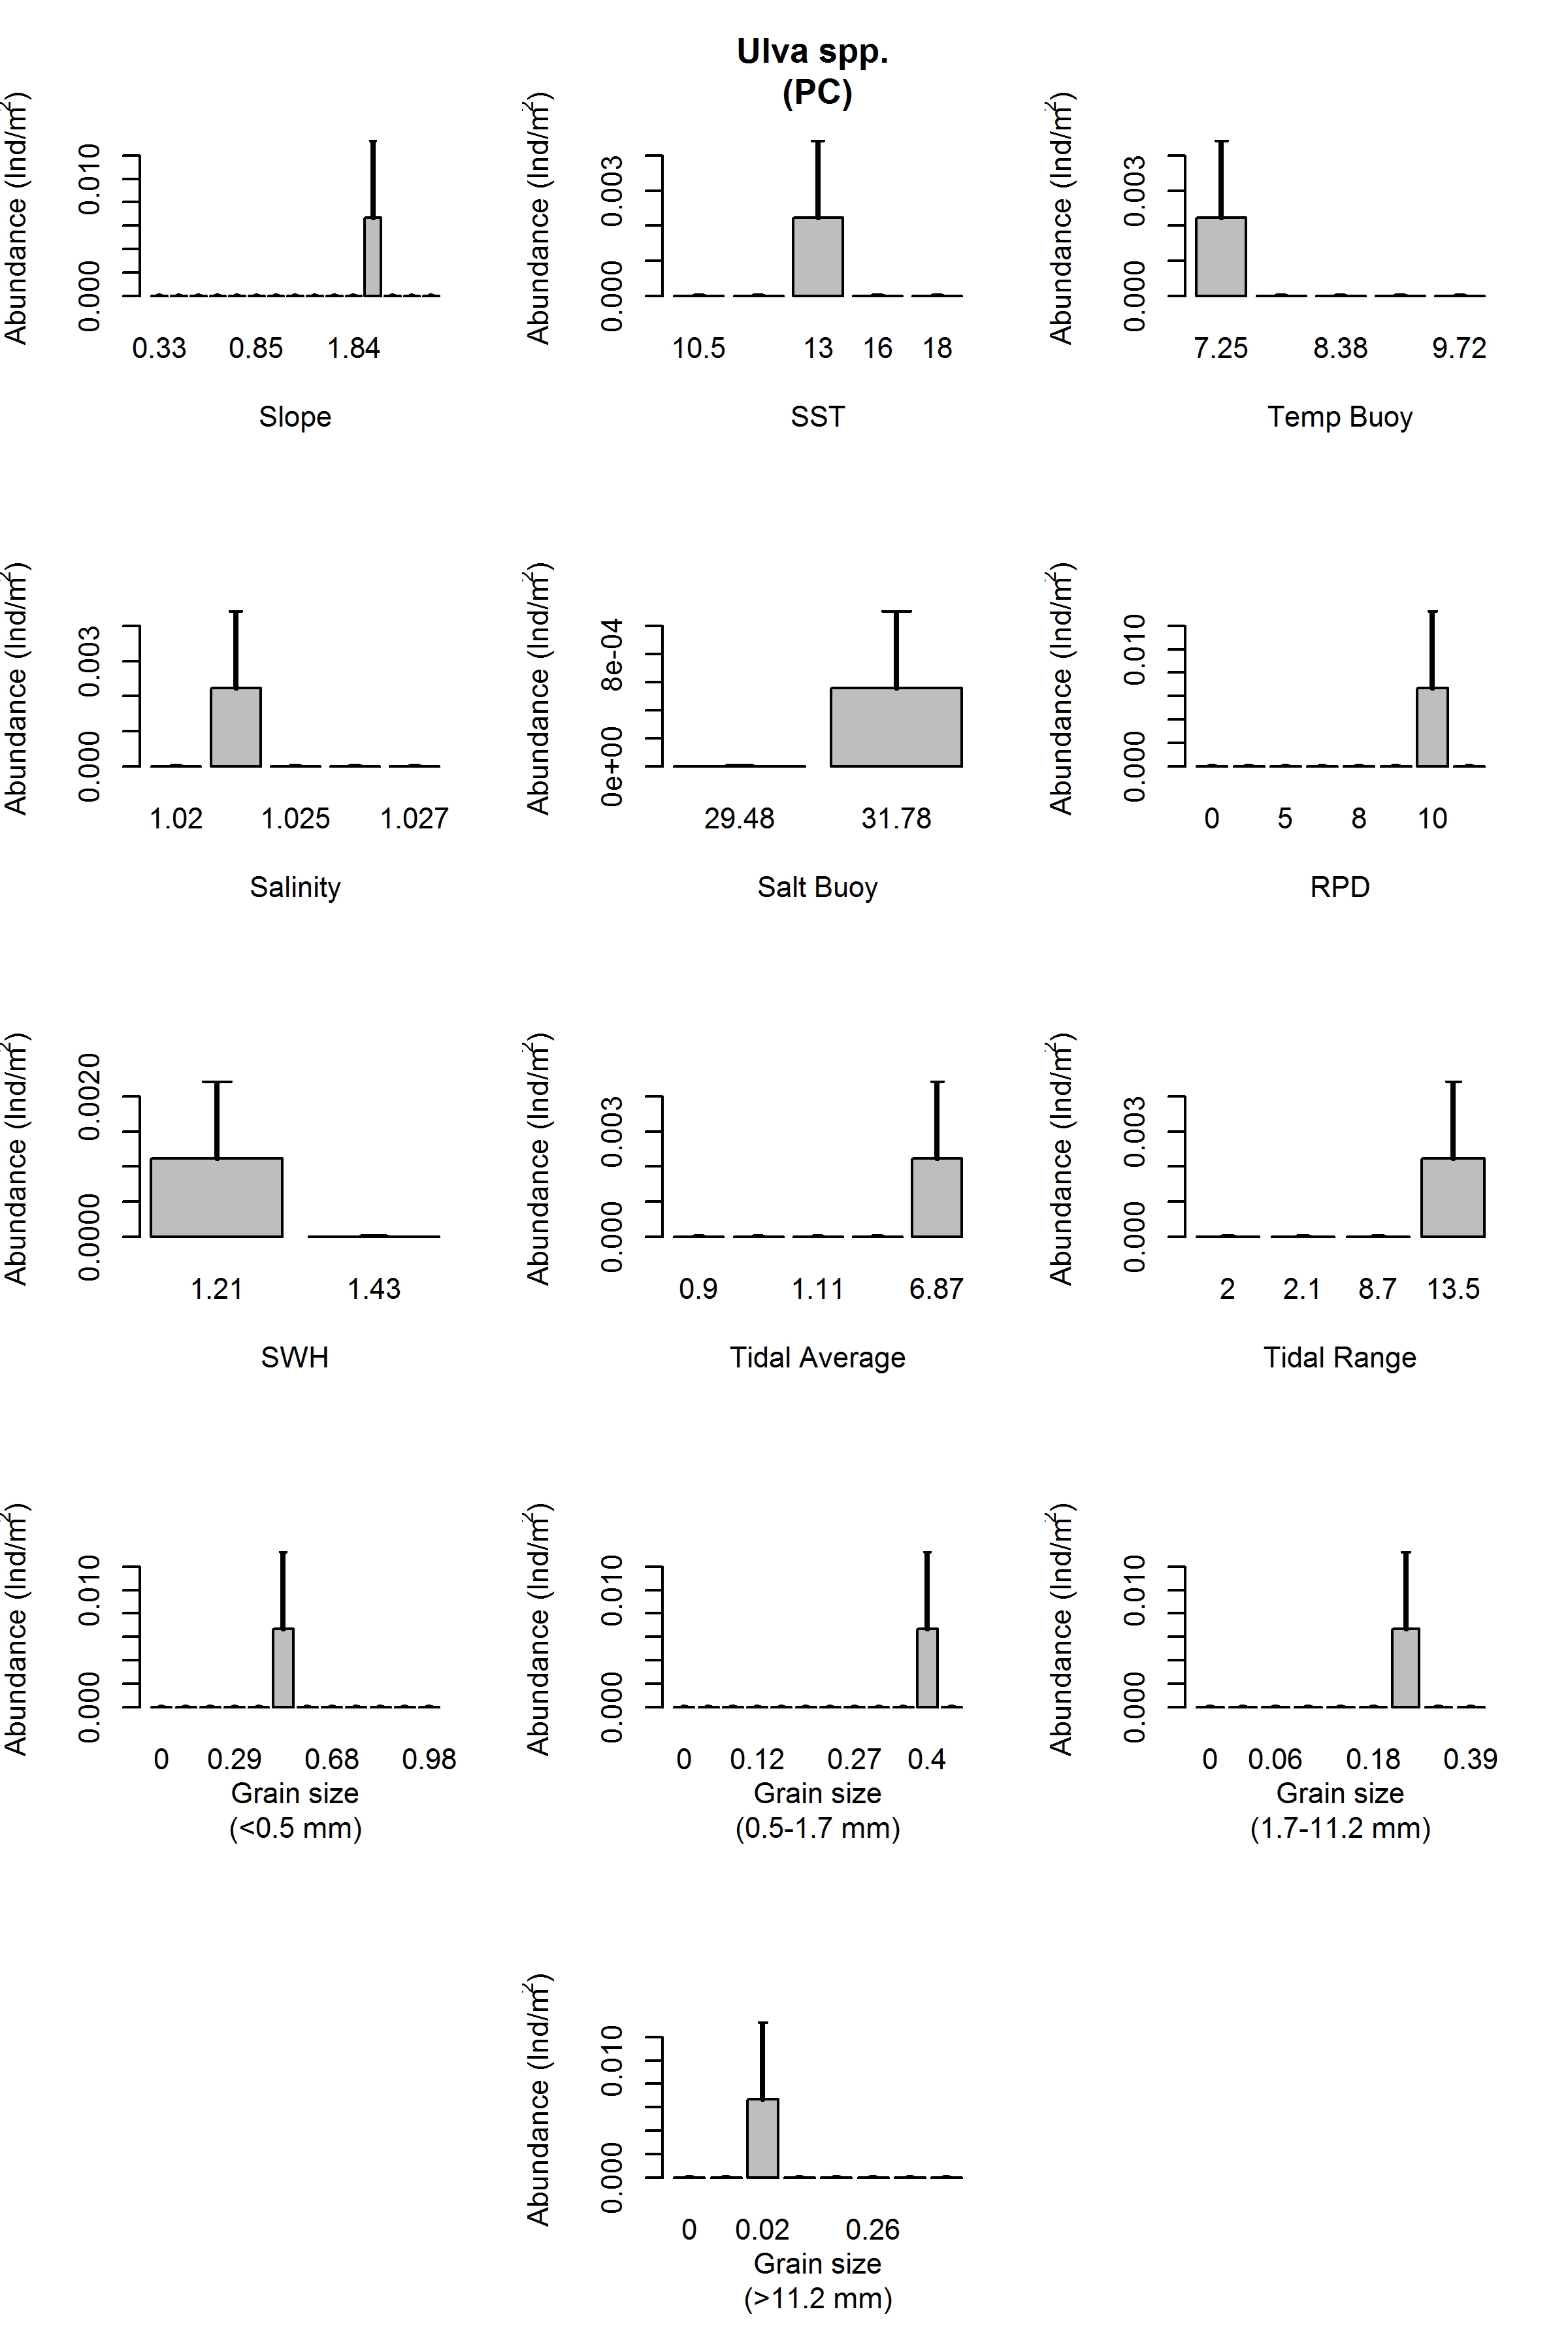 Ulva spp.
(PC)
Abundance (Ind/m²)
0.000 0.010
0.33 0.85 1.84
Slope
Abundance (Ind/m²)
0.000 0.003
10.5 13 16 18
SST
Abundance (Ind/m²)
0.000 0.003
7.25 8.38 9.72
Temp Buoy
Abundance (Ind/m²)
0.000 0.003
1.02 1.025 1.027
Salinity
Abundance (Ind/m²)
0e+00 8e-04
29.48 31.78
Salt Buoy
Abundance (Ind/m²)
0.000 0.010
0 5 8 10
RPD
Abundance (Ind/m²)
0.0000 0.0020
1.21 1.43
SWH
Abundance (Ind/m²)
0.000 0.003
0.9 1.11 6.87
Tidal Average
Abundance (Ind/m²)
0.000 0.003
2 2.1 8.7 13.5
Tidal Range
Abundance (Ind/m²)
0.000 0.010
0 0.29 0.68 0.98
Grain size
(<0.5 mm)
Abundance (Ind/m²)
0.000 0.010
0 0.12 0.27 0.4
Grain size
(0.5-1.7 mm)
Abundance (Ind/m²)
0.000 0.010
0 0.06 0.18 0.39
Grain size
(1.7-11.2 mm)
Abundance (Ind/m²)
0.000 0.010
0 0.02 0.26
Grain size
(>11.2 mm)